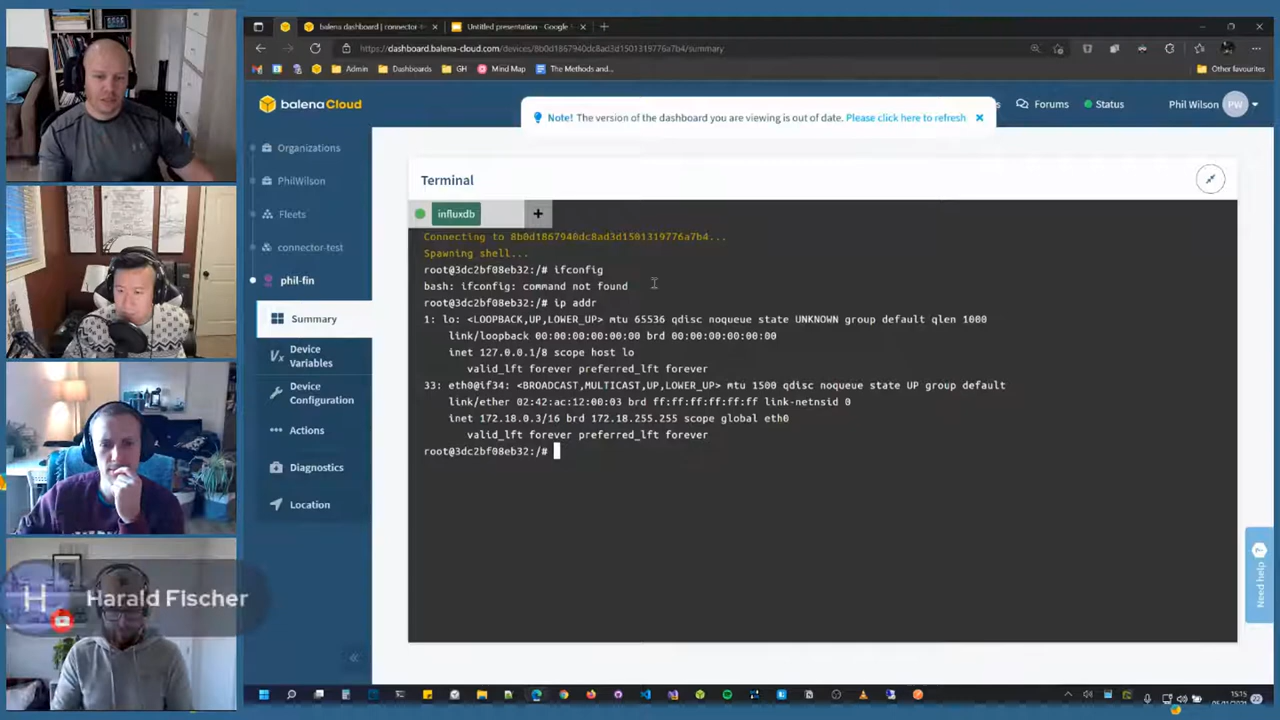 balena dashboard | connector-
Untitled presentation - Google
https://dashboard.balena-cloud.com/devices/8b0d1867940dc8ad3d1501319776a7b4/summary
Admin
Dashboards
GH
Mind Map
The Methods and...
Other favourites
balenaCloud
Note! The version of the dashboard you are viewing is out of date. Please click here to refresh
s
Forums
Status
Phil Wilson
PW
Organizations
PhilWilson
Fleets
connector-test
phil-fin
Summary
Device
Variables
Device
Configuration
Actions
Diagnostics
Location
Terminal
influxdb
+
Connecting to 8b0d1867940dc8ad3d1501319776a7b4...
Spawning shell...
root@3dc2bf08eb32:/# ifconfig
bash: ifconfig: command not found
root@3dc2bf08eb32:/# ip addr
1: lo: <LOOPBACK,UP,LOWER_UP> mtu 65536 qdisc noqueue state UNKNOWN group default qlen 1000
link/loopback 00:00:00:00:00:00 brd 00:00:00:00:00:00
inet 127.0.0.1/8 scope host lo
valid_lft forever preferred_lft forever
33: eth0@if34: <BROADCAST,MULTICAST,UP,LOWER_UP> mtu 1500 qdisc noqueue state UP group default
link/ether 02:42:ac:12:00:03 brd ff:ff:ff:ff:ff:ff link-netnsid 0
inet 172.18.0.3/16 brd 172.18.255.255 scope global eth0
valid_lft forever preferred_lft forever
root@3dc2bf08eb32:/#
Need help
H
Harald Fischer
15:15